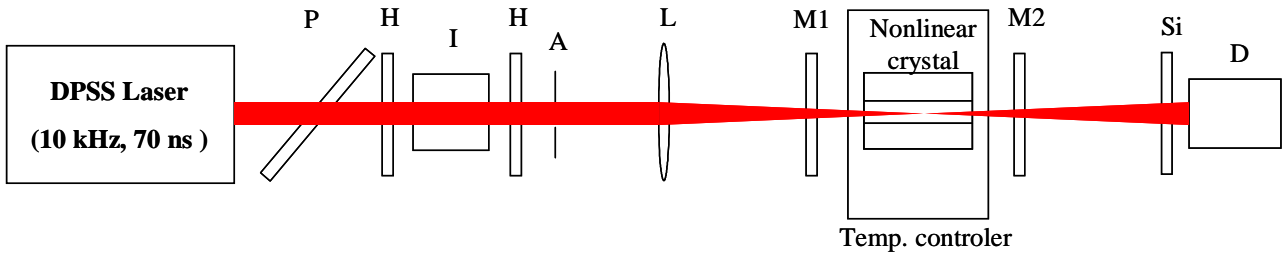 P
H
I
H
A
L
M1
Nonlinear
crystal
M2
Si
D
DPSS Laser
(10 kHz, 70 ns )
Temp. controler